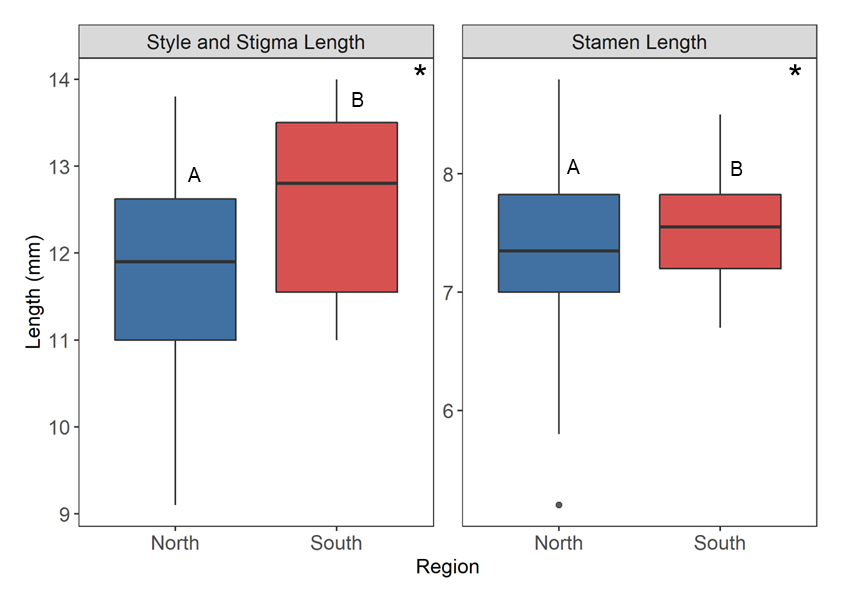 Style and Stigma Length
Stamen Length
*
*
14
13
12
11
10
9
8
7
6
A
B
A
B
North
South
North
South
Length (mm)
Region